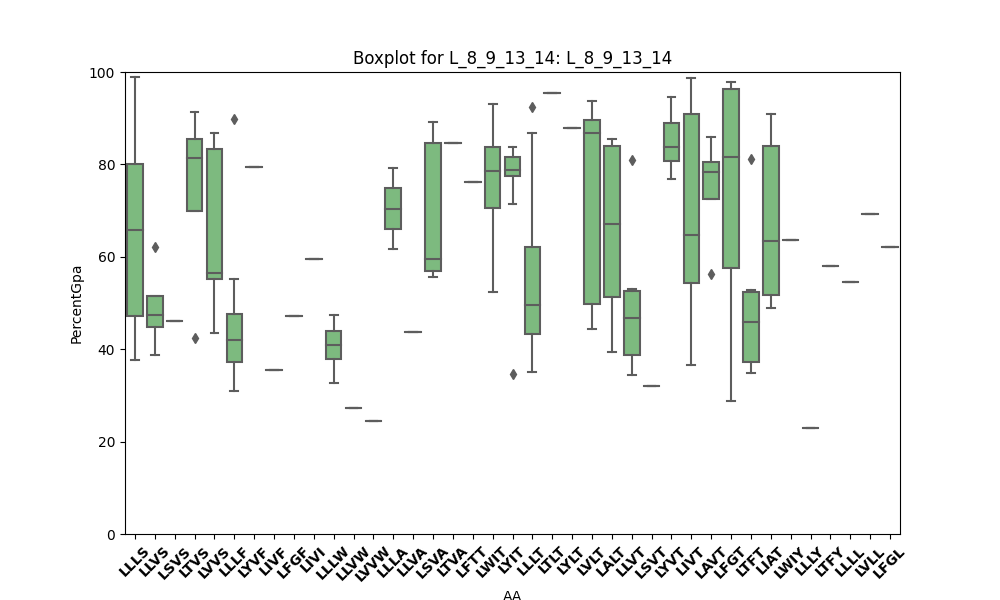 Boxplot for L_8_9_13_14: L_8_9_13_14
PercentGpa
100
80
60
40
20
0
LLLS
LLVS
LSVS
LTVS
LVVS
LLLF
LYVF
LIVF
LFGF
LIVI
LLLW
LLVW
LVVW
LLLA
LLVA
LSVA
LTVA
LFTT
LWIT
LYIT
LLLT
LTLT
LYLT
LVLT
LALT
LLVT
LSVT
LYVT
LIVT
LAVT
LFGT
LTFT
LIAT
LWIY
LLLY
LTFY
LLLL
LVLL
LFGL
AA